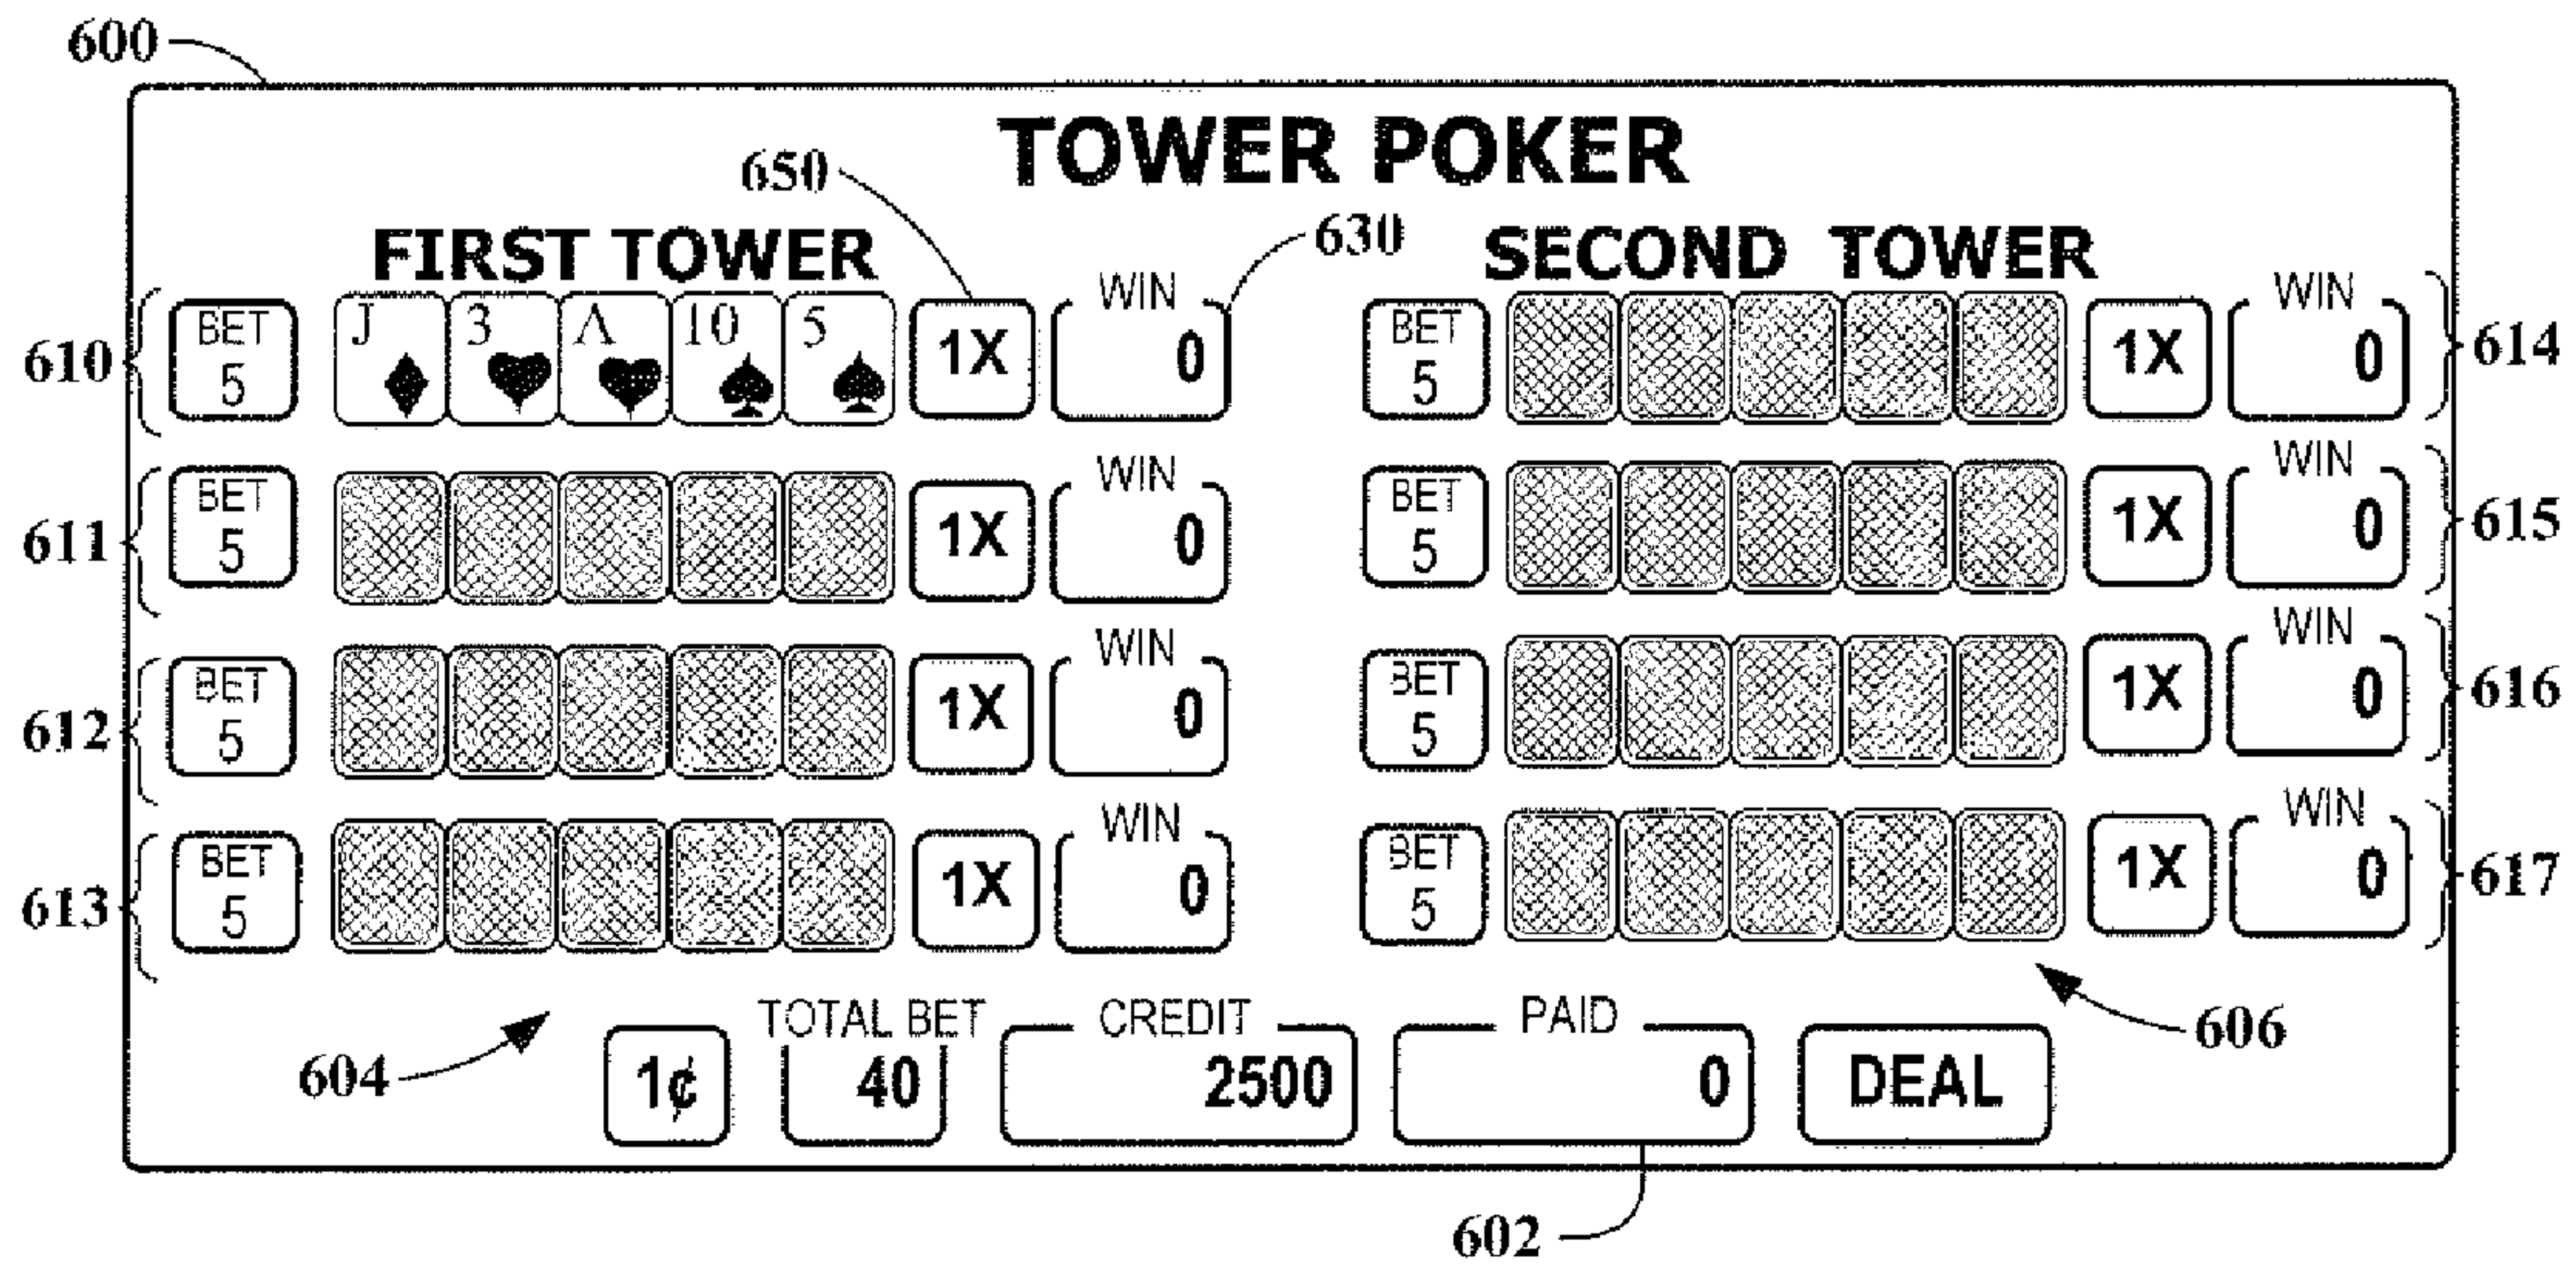 600
TOWER POKER
650
630
FIRST TOWER
SECOND TOWER
610
BET
5
J
3
A
10
5
1X
WIN
0
BET
5
1X
WIN
0
614
611
BET
5
1X
WIN
0
BET
5
1X
WIN
0
615
612
BET
5
1X
WIN
0
BET
5
1X
WIN
0
616
613
BET
5
1X
WIN
0
BET
5
1X
WIN
0
617
604
606
1¢
TOTAL BET
40
CREDIT
2500
PAID
0
DEAL
602